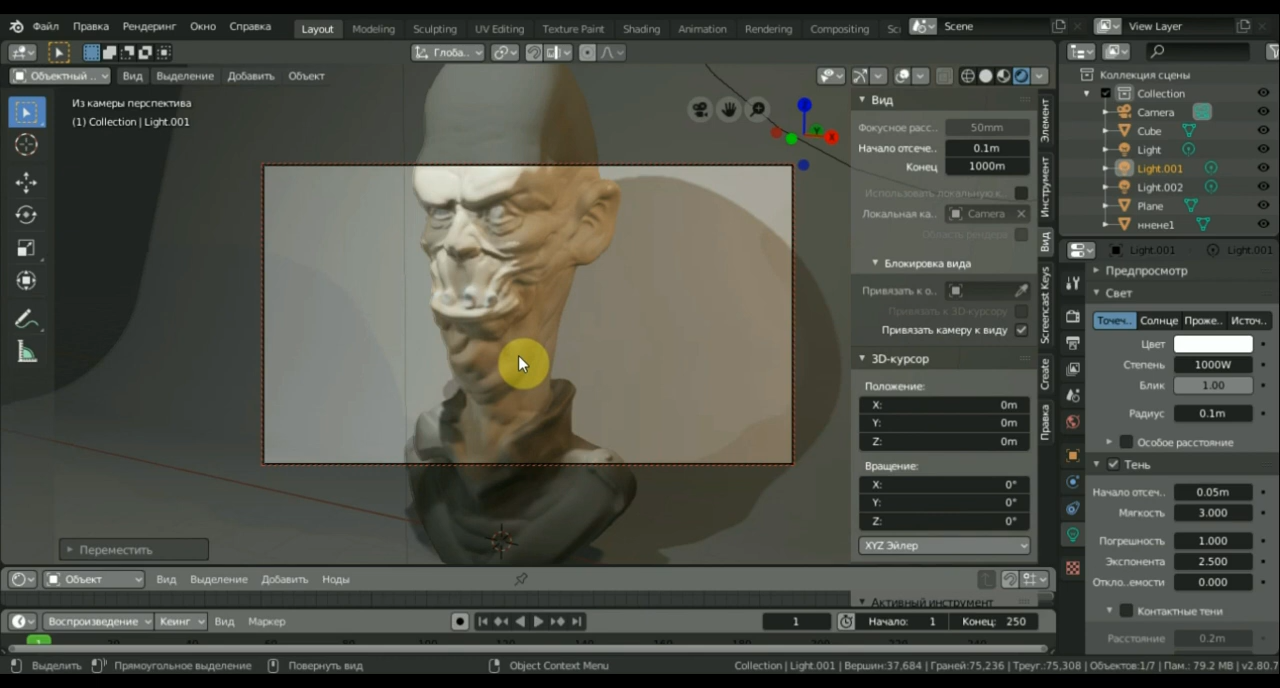 Файл Правка Рендеринг Окно Справка Layout Modeling Sculpting UV Editing Texture Paint Shading Animation Rendering Compositing Sc Scene View Layer
Глоба..
Объектный .. Вид Выделение Добавить Объект
Из камеры перспектива
(1) Collection | Light.001
Вид
Фокусное расс.. 50mm
Начало отсече.. 0.1m
Конец 1000m
Использовать локальную к..
Локальная ка.. Camera
Область рендера
Блокировка вида
Привязать к о..
Привязать к 3D-курсору
Привязать камеру к виду
3D-курсор
Положение:
X: 0m
Y: 0m
Z: 0m
Вращение:
X: 0°
Y: 0°
Z: 0°
XYZ Эйлер
Элемент
Инструмент
Вид
Screencast Keys
Create
Правка
Коллекция сцены
Collection
Camera
Cube
Light
Light.001
Light.002
Plane
ннене1
Light.001 Light.001
Предпросмотр
Свет
Точеч.. Солнце Проже.. Источ..
Цвет
Степень 1000W
Блик 1.00
Радиус 0.1m
Особое расстояние
Тень
Начало отсеч.. 0.05m
Мягкость 3.000
Погрешность 1.000
Экспонента 2.500
Откло..емости 0.000
Контактные тени
Расстояние 0.2m
Переместить
Объект Вид Выделение Добавить Ноды
Активный инструмент
Воспроизведение Кеинг Вид Маркер 1 Начало: 1 Конец: 250
1
Выделить Прямоугольное выделение Повернуть вид Object Context Menu Collection | Light.001 | Вершин:37,684 | Граней:75,236 | Треуг.:75,308 | Объектов:1/7 | Пам.: 79.2 MB | v2.80.7